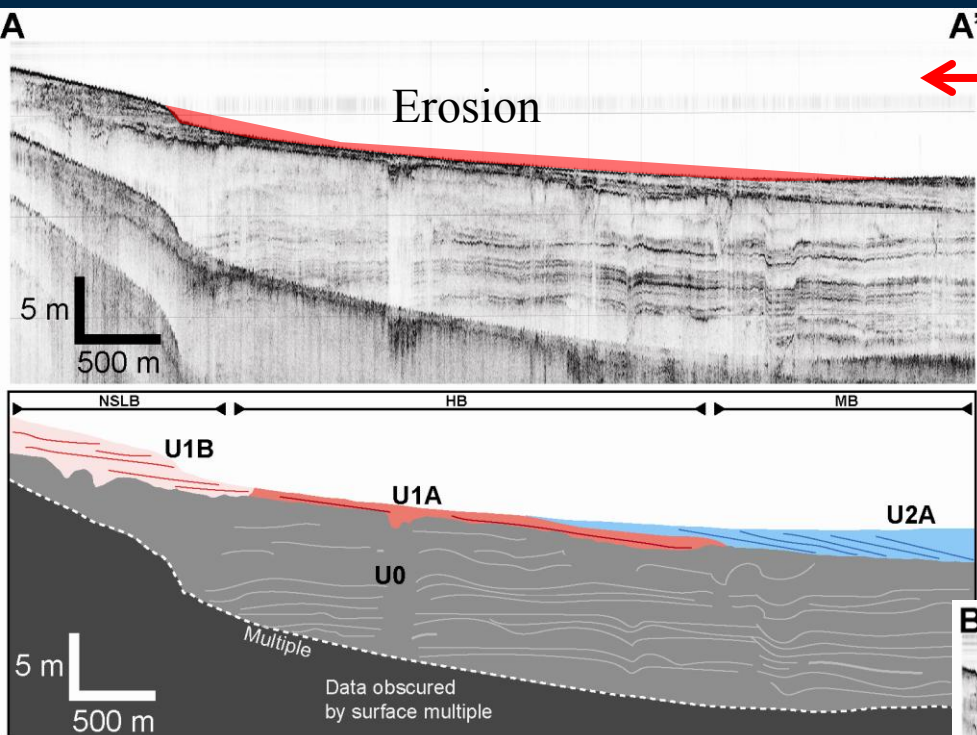 A
A'
Erosion
5 m
500 m
NSLB
HB
MB
U1B
U1A
U2A
U0
Multiple
5 m
Data obscured
by surface multiple
500 m
B